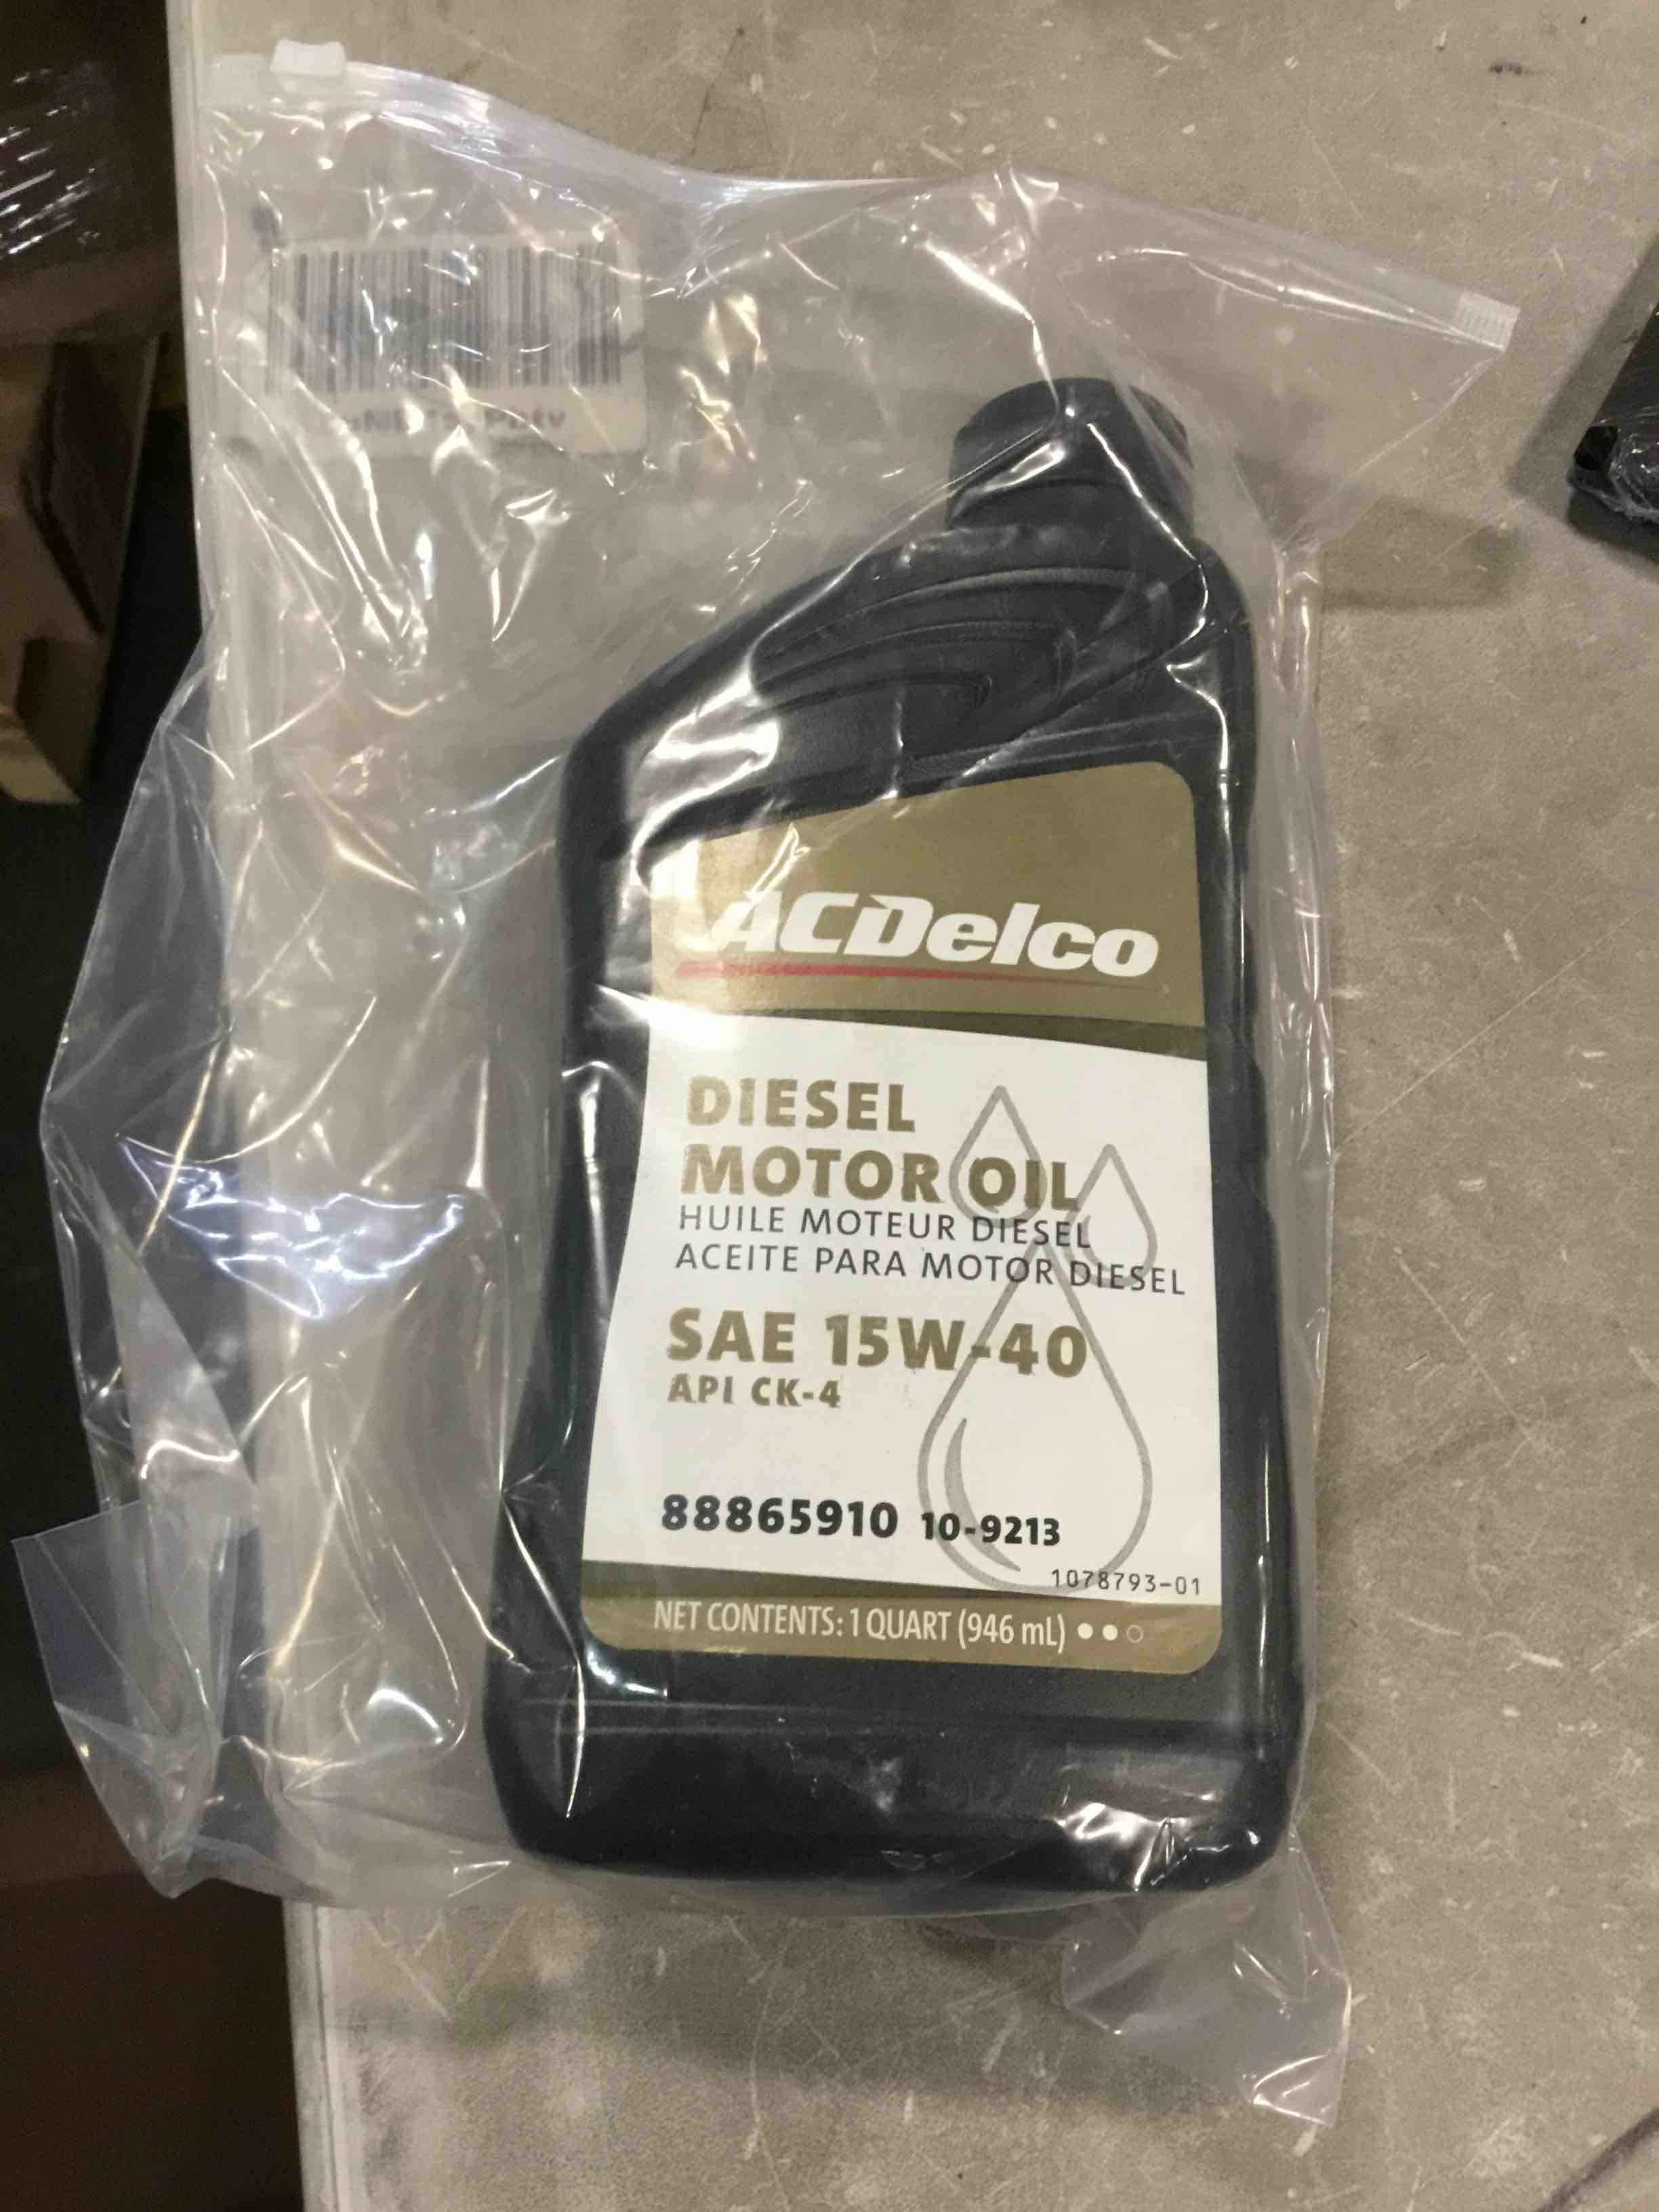 ACDelco
DIESEL
MOTOR OIL
HUILE MOTEUR DIESEL
ACEITE PARA MOTOR DIESEL
SAE 15W-40
API CK-4
88865910 10-9213
1078793-01
NET CONTENTS: 1 QUART (946 mL)